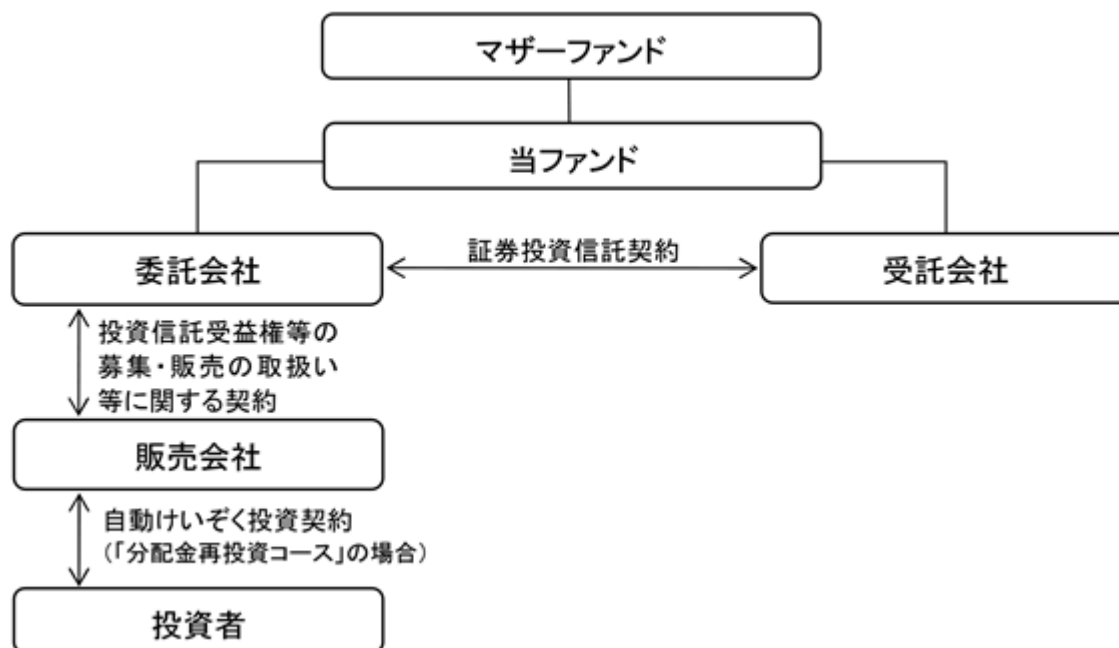 マザーファンド
当ファンド
委託会社
証券投資信託契約
受託会社
投資信託受益権等の
募集・販売の取扱い
等に関する契約
販売会社
自動けいぞく投資契約
（「分配金再投資コース」の場合）
投資者